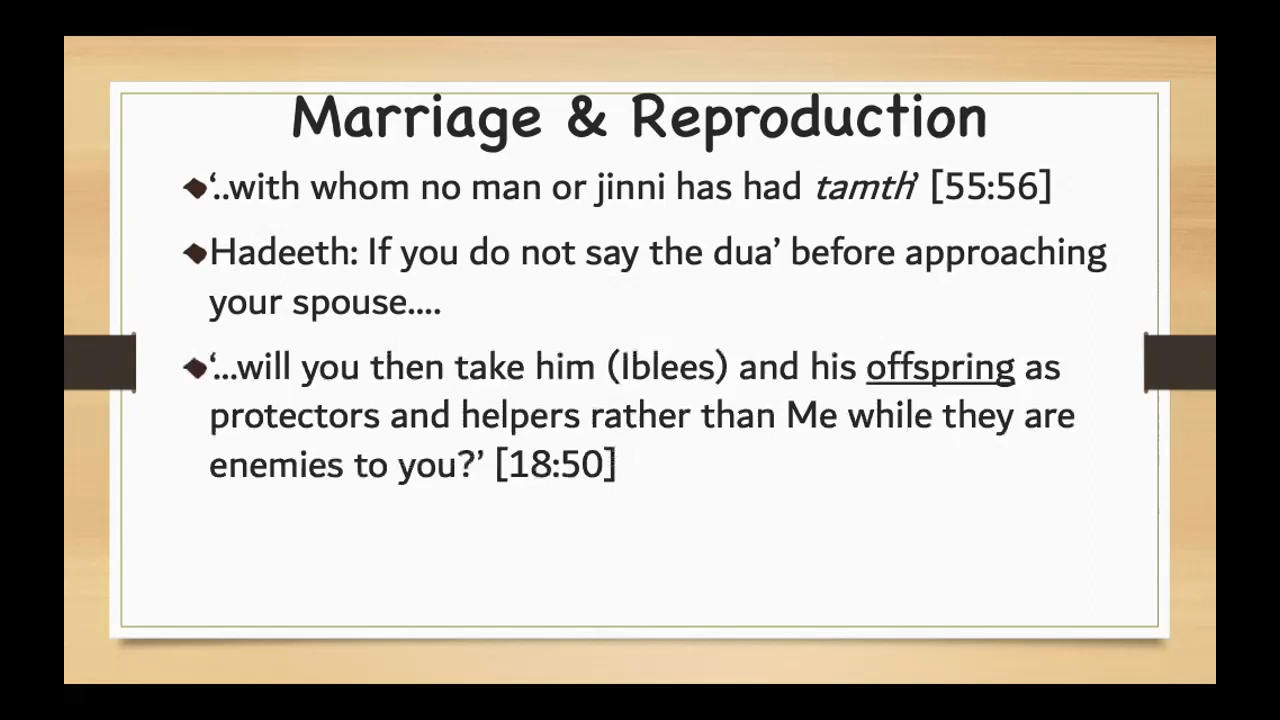 Marriage & Reproduction
‘..with whom no man or jinni has had tamth’ [55:56]
Hadeeth: If you do not say the dua’ before approaching
your spouse....
‘...will you then take him (Iblees) and his offspring as
protectors and helpers rather than Me while they are
enemies to you?’ [18:50]